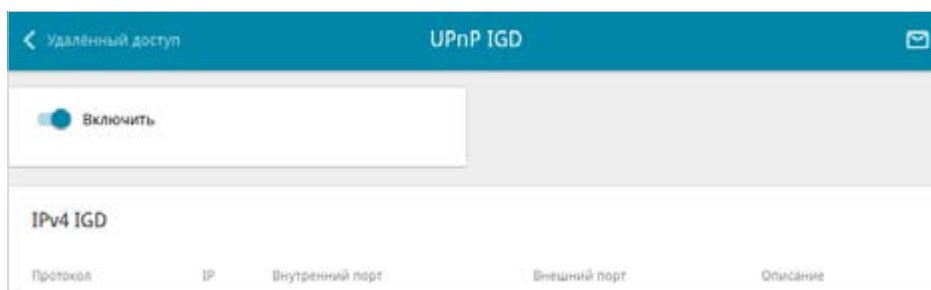 Удалённый доступ
UPnP IGD
Включить
IPv4 IGD
Протокол IP Внутренний порт Внешний порт Описание